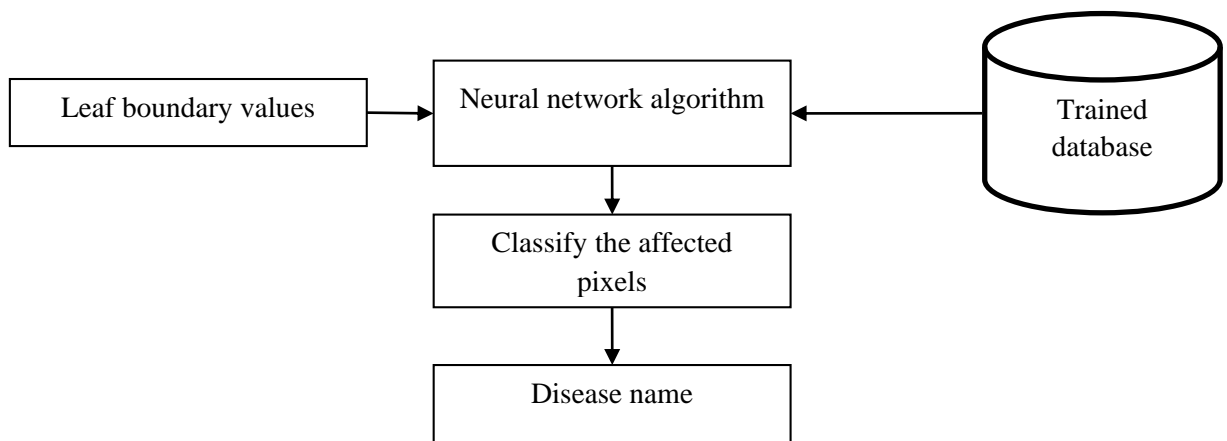 Leaf boundary values
Neural network algorithm
Trained
database
Classify the affected
pixels
Disease name